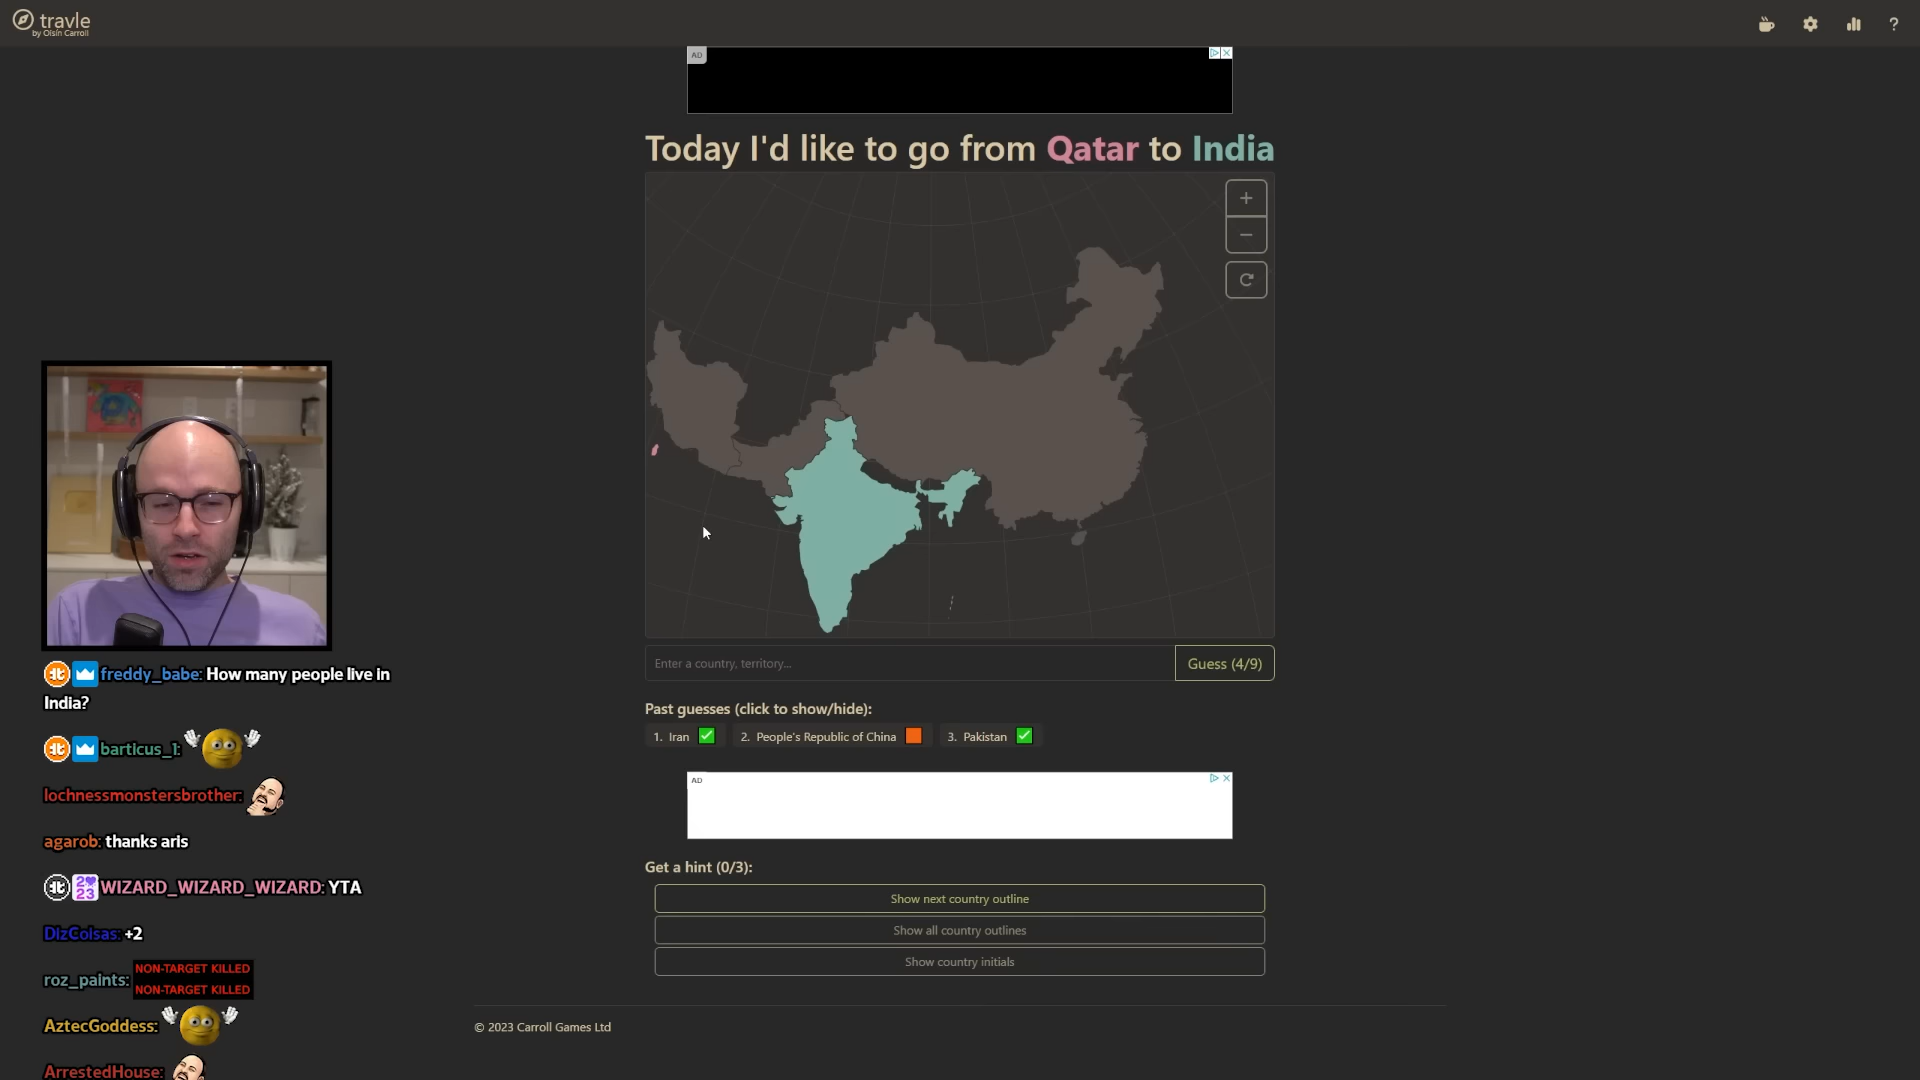 travle
by Oisín Carroll
AD
Today I'd like to go from Qatar to India
+
−
Enter a country, territory...
Guess (4/9)
Past guesses (click to show/hide):
1. Iran
2. People's Republic of China
3. Pakistan
AD
Get a hint (0/3):
Show next country outline
Show all country outlines
Show country initials
© 2023 Carroll Games Ltd
freddy_babe: How many people live in
India?
barticus_1:
lochnessmonstersbrother:
agarob: thanks aris
2023
WIZARD_WIZARD_WIZARD: YTA
DlzColsas: +2
roz_paints: NON-TARGET KILLED
NON-TARGET KILLED
AztecGoddess:
ArrestedHouse:
?